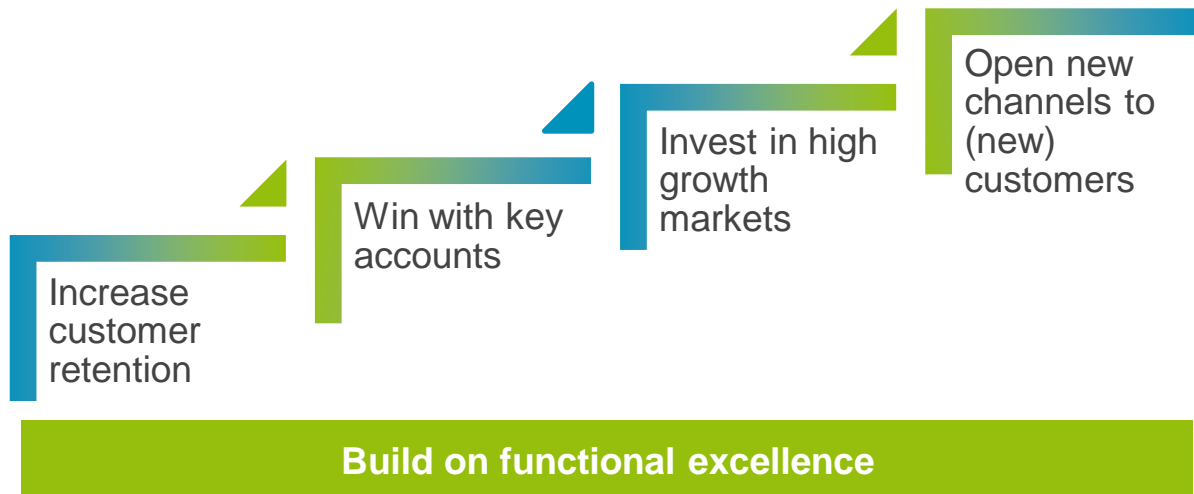 Increase
customer
retention
Win with key
accounts
Invest in high
growth
markets
Open new
channels to
(new)
customers
Build on functional excellence